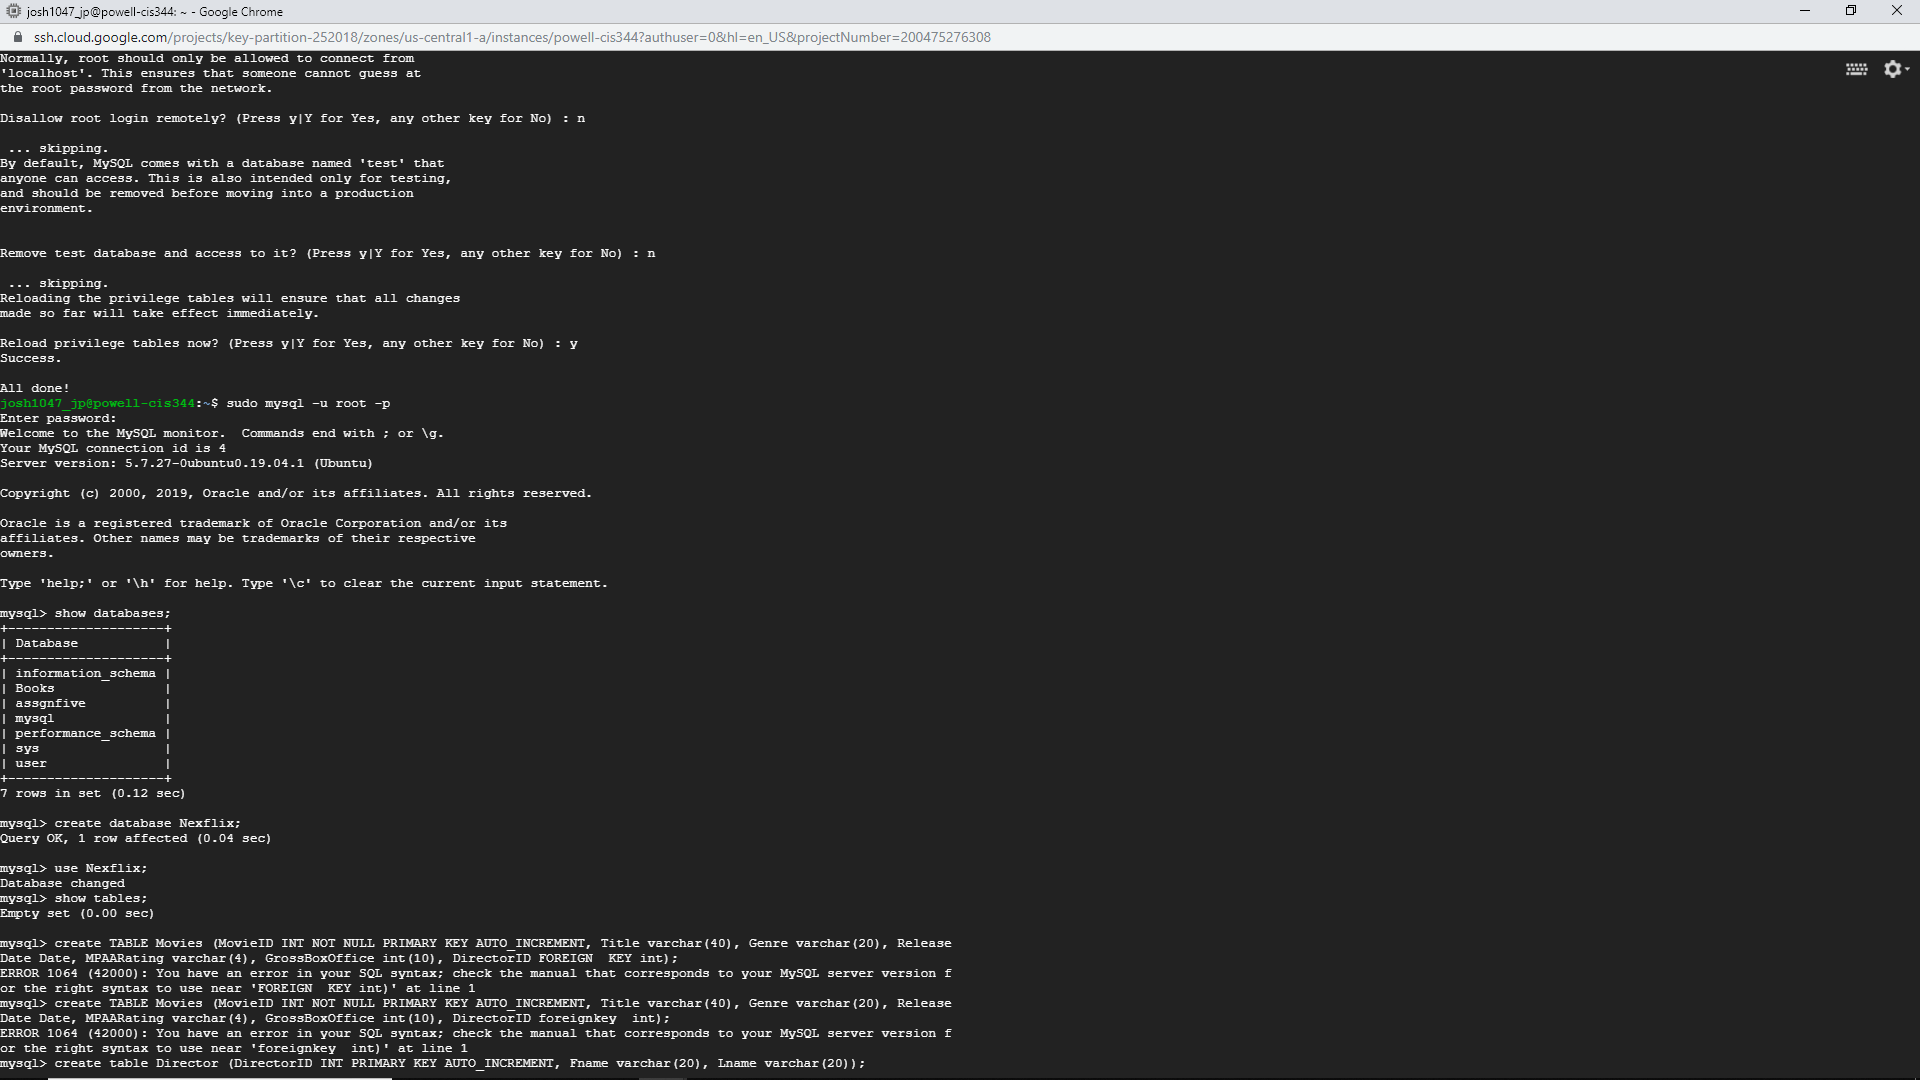 josh1047_jp@powell-cis344: ~ - Google Chrome
ssh.cloud.google.com/projects/key-partition-252018/zones/us-central1-a/instances/powell-cis344?authuser=0&hl=en_US&projectNumber=200475276308
Normally, root should only be allowed to connect from
'localhost'. This ensures that someone cannot guess at
the root password from the network.
Disallow root login remotely? (Press y|Y for Yes, any other key for No) : n
 ... skipping.
By default, MySQL comes with a database named 'test' that
anyone can access. This is also intended only for testing,
and should be removed before moving into a production
environment.
Remove test database and access to it? (Press y|Y for Yes, any other key for No) : n
 ... skipping.
Reloading the privilege tables will ensure that all changes
made so far will take effect immediately.
Reload privilege tables now? (Press y|Y for Yes, any other key for No) : y
Success.
All done!
josh1047_jp@powell-cis344:~$ sudo mysql -u root -p
Enter password:
Welcome to the MySQL monitor.  Commands end with ; or \g.
Your MySQL connection id is 4
Server version: 5.7.27-0ubuntu0.19.04.1 (Ubuntu)
Copyright (c) 2000, 2019, Oracle and/or its affiliates. All rights reserved.
Oracle is a registered trademark of Oracle Corporation and/or its
affiliates. Other names may be trademarks of their respective
owners.
Type 'help;' or '\h' for help. Type '\c' to clear the current input statement.
mysql> show databases;
+--------------------+
| Database           |
+--------------------+
| information_schema |
| Books              |
| assgnfive          |
| mysql              |
| performance_schema |
| sys                |
| user               |
+--------------------+
7 rows in set (0.12 sec)
mysql> create database Nexflix;
Query OK, 1 row affected (0.04 sec)
mysql> use Nexflix;
Database changed
mysql> show tables;
Empty set (0.00 sec)
mysql> create TABLE Movies (MovieID INT NOT NULL PRIMARY KEY AUTO_INCREMENT, Title varchar(40), Genre varchar(20), Release
Date Date, MPAARating varchar(4), GrossBoxOffice int(10), DirectorID FOREIGN  KEY int);
ERROR 1064 (42000): You have an error in your SQL syntax; check the manual that corresponds to your MySQL server version f
or the right syntax to use near 'FOREIGN  KEY int)' at line 1
mysql> create TABLE Movies (MovieID INT NOT NULL PRIMARY KEY AUTO_INCREMENT, Title varchar(40), Genre varchar(20), Release
Date Date, MPAARating varchar(4), GrossBoxOffice int(10), DirectorID foreignkey  int);
ERROR 1064 (42000): You have an error in your SQL syntax; check the manual that corresponds to your MySQL server version f
or the right syntax to use near 'foreignkey  int)' at line 1
mysql> create table Director (DirectorID INT PRIMARY KEY AUTO_INCREMENT, Fname varchar(20), Lname varchar(20));